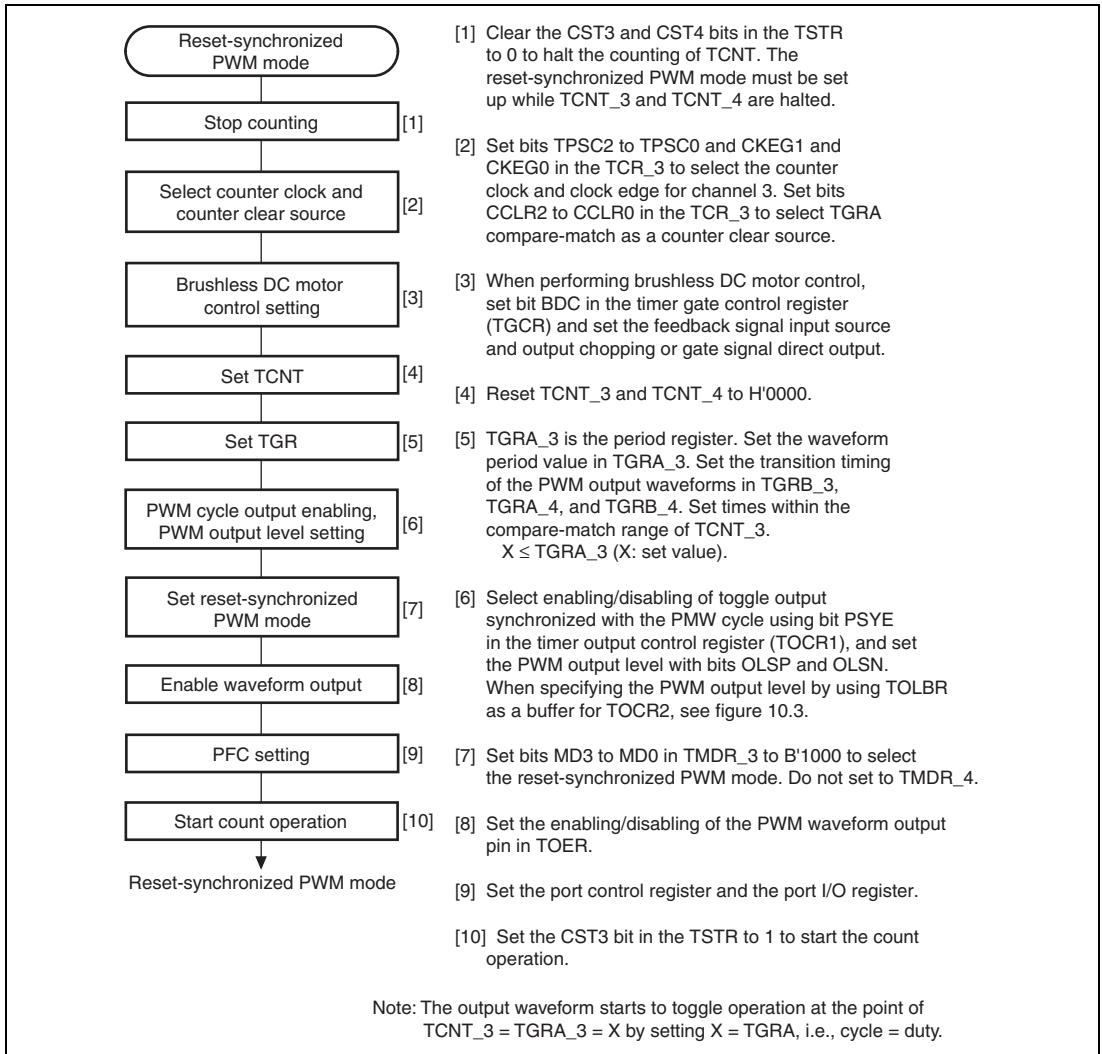 Reset-synchronized
PWM mode
Stop counting
[1]
Select counter clock and
counter clear source
[2]
Brushless DC motor
control setting
[3]
Set TCNT
[4]
Set TGR
[5]
PWM cycle output enabling,
PWM output level setting
[6]
Set reset-synchronized
PWM mode
[7]
Enable waveform output
[8]
PFC setting
[9]
Start count operation
[10]
Reset-synchronized PWM mode
[1] Clear the CST3 and CST4 bits in the TSTR
to 0 to halt the counting of TCNT. The
reset-synchronized PWM mode must be set
up while TCNT_3 and TCNT_4 are halted.
[2] Set bits TPSC2 to TPSC0 and CKEG1 and
CKEG0 in the TCR_3 to select the counter
clock and clock edge for channel 3. Set bits
CCLR2 to CCLR0 in the TCR_3 to select TGRA
compare-match as a counter clear source.
[3] When performing brushless DC motor control,
set bit BDC in the timer gate control register
(TGCR) and set the feedback signal input source
and output chopping or gate signal direct output.
[4] Reset TCNT_3 and TCNT_4 to H'0000.
[5] TGRA_3 is the period register. Set the waveform
period value in TGRA_3. Set the transition timing
of the PWM output waveforms in TGRB_3,
TGRA_4, and TGRB_4. Set times within the
compare-match range of TCNT_3.
X ≤ TGRA_3 (X: set value).
[6] Select enabling/disabling of toggle output
synchronized with the PMW cycle using bit PSYE
in the timer output control register (TOCR1), and set
the PWM output level with bits OLSP and OLSN.
When specifying the PWM output level by using TOLBR
as a buffer for TOCR2, see figure 10.3.
[7] Set bits MD3 to MD0 in TMDR_3 to B'1000 to select
the reset-synchronized PWM mode. Do not set to TMDR_4.
[8] Set the enabling/disabling of the PWM waveform output
pin in TOER.
[9] Set the port control register and the port I/O register.
[10] Set the CST3 bit in the TSTR to 1 to start the count
operation.
Note: The output waveform starts to toggle operation at the point of
TCNT_3 = TGRA_3 = X by setting X = TGRA, i.e., cycle = duty.